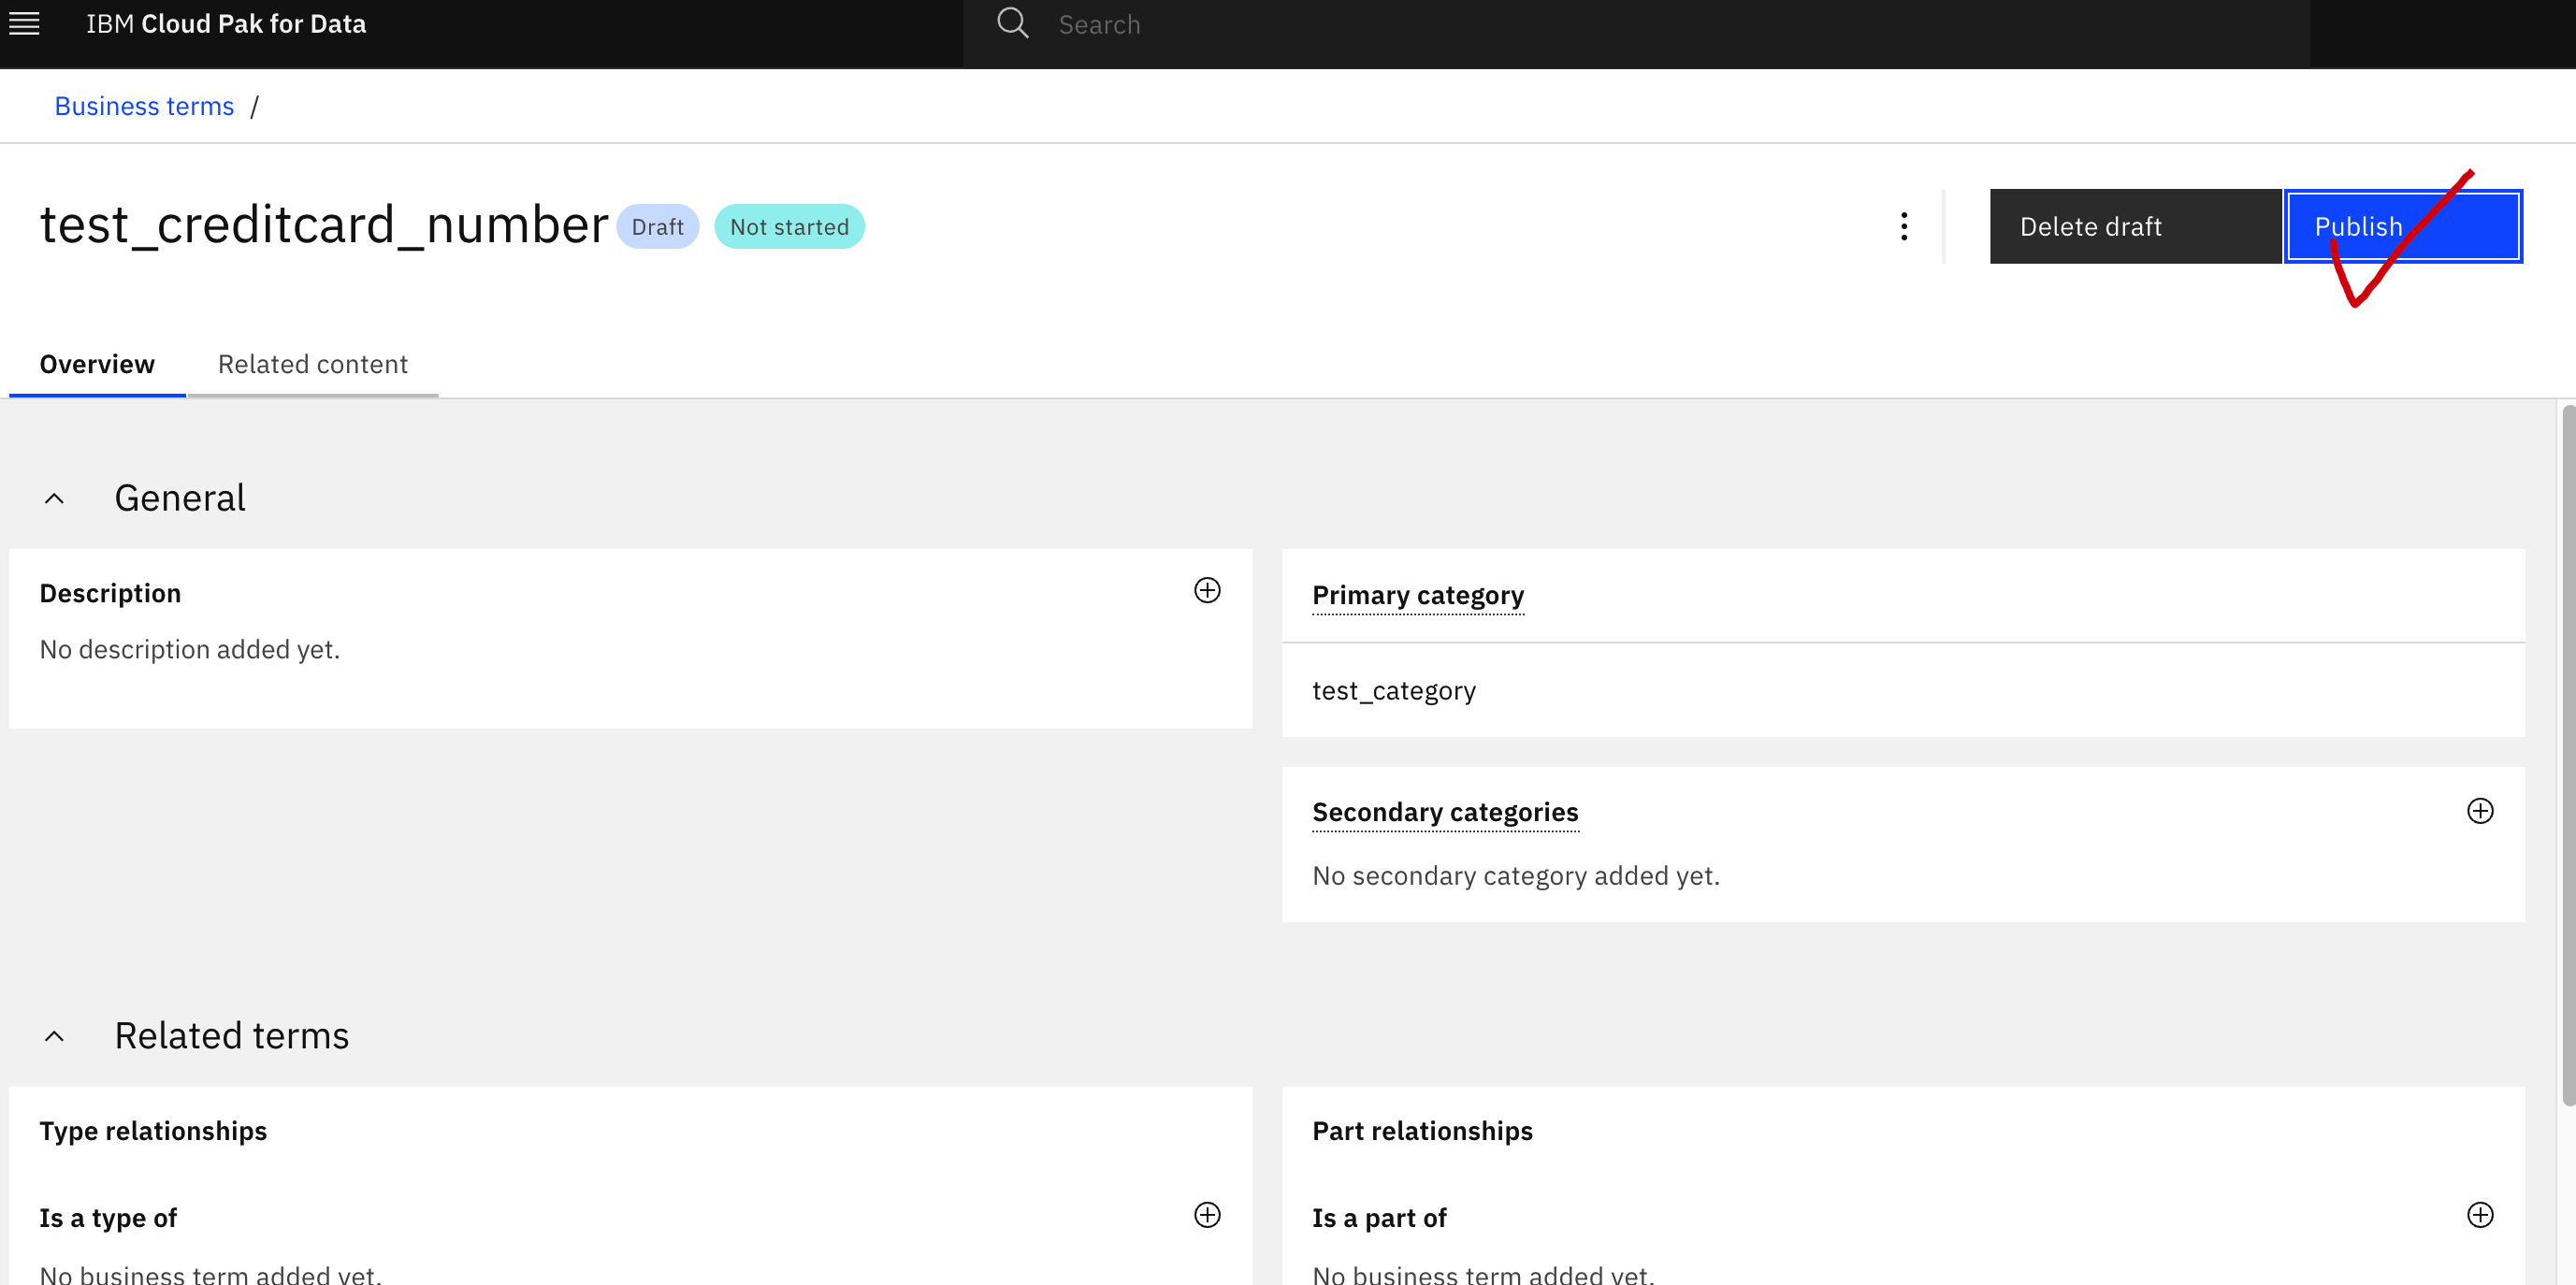 IBM Cloud Pak for Data
Search
Business terms /
test_creditcard_number Draft Not started
Delete draft
Publish
Overview
Related content
General
Description
No description added yet.
Primary category
test_category
Secondary categories
No secondary category added yet.
Related terms
Type relationships
Is a type of
No business term added yet.
Part relationships
Is a part of
No business term added yet.